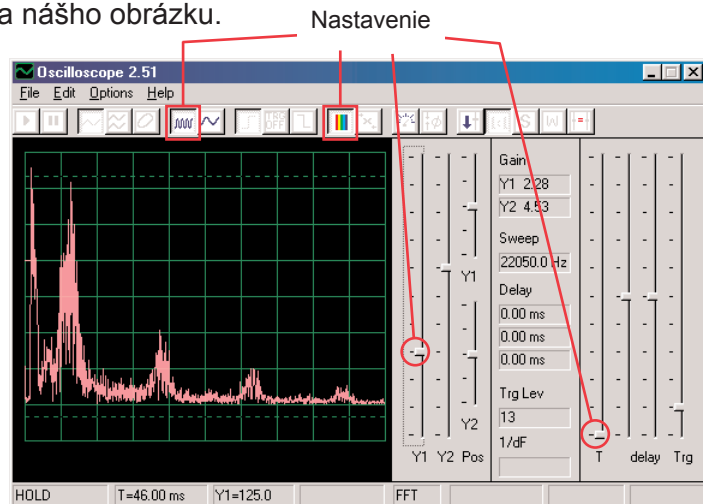 a nášho obrázku.
Nastavenie
Oscilloscope 2.51
File Edit Options Help
TRG OFF
Gain
Y1 2.28
Y2 4.53
Sweep
22050.0 Hz
Y1
Delay
0.00 ms
0.00 ms
0.00 ms
Trg Lev
13
Y2
1/dF
Y1 Y2 Pos
T delay Trg
HOLD T=46.00 ms Y1=125.0 FFT